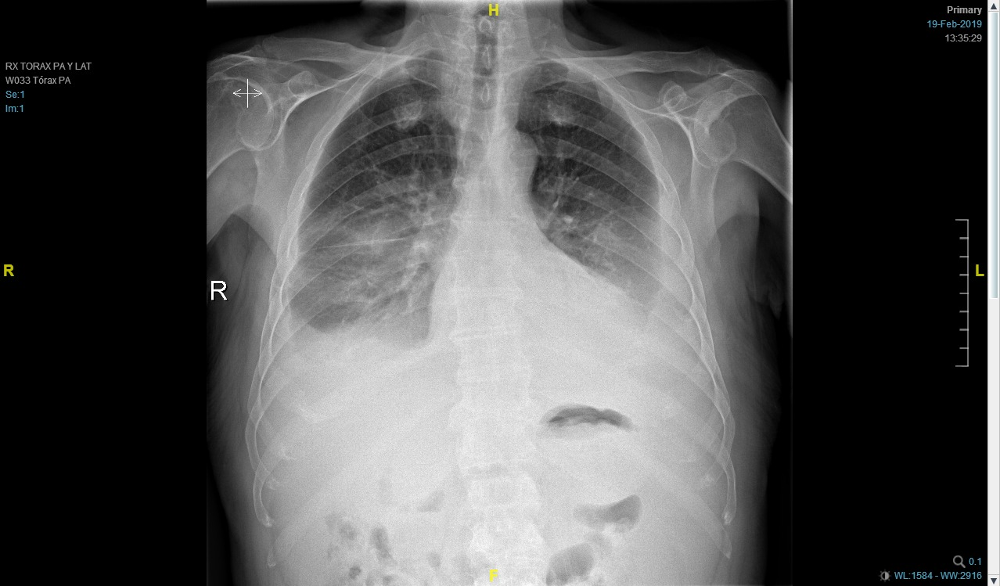 H
Primary
19-Feb-2019
13:35:29
RX TORAX PA Y LAT
W033 Tórax PA
Se:1
Im:1
R
L
R
F
0.1
WL:1584 - WW:2916